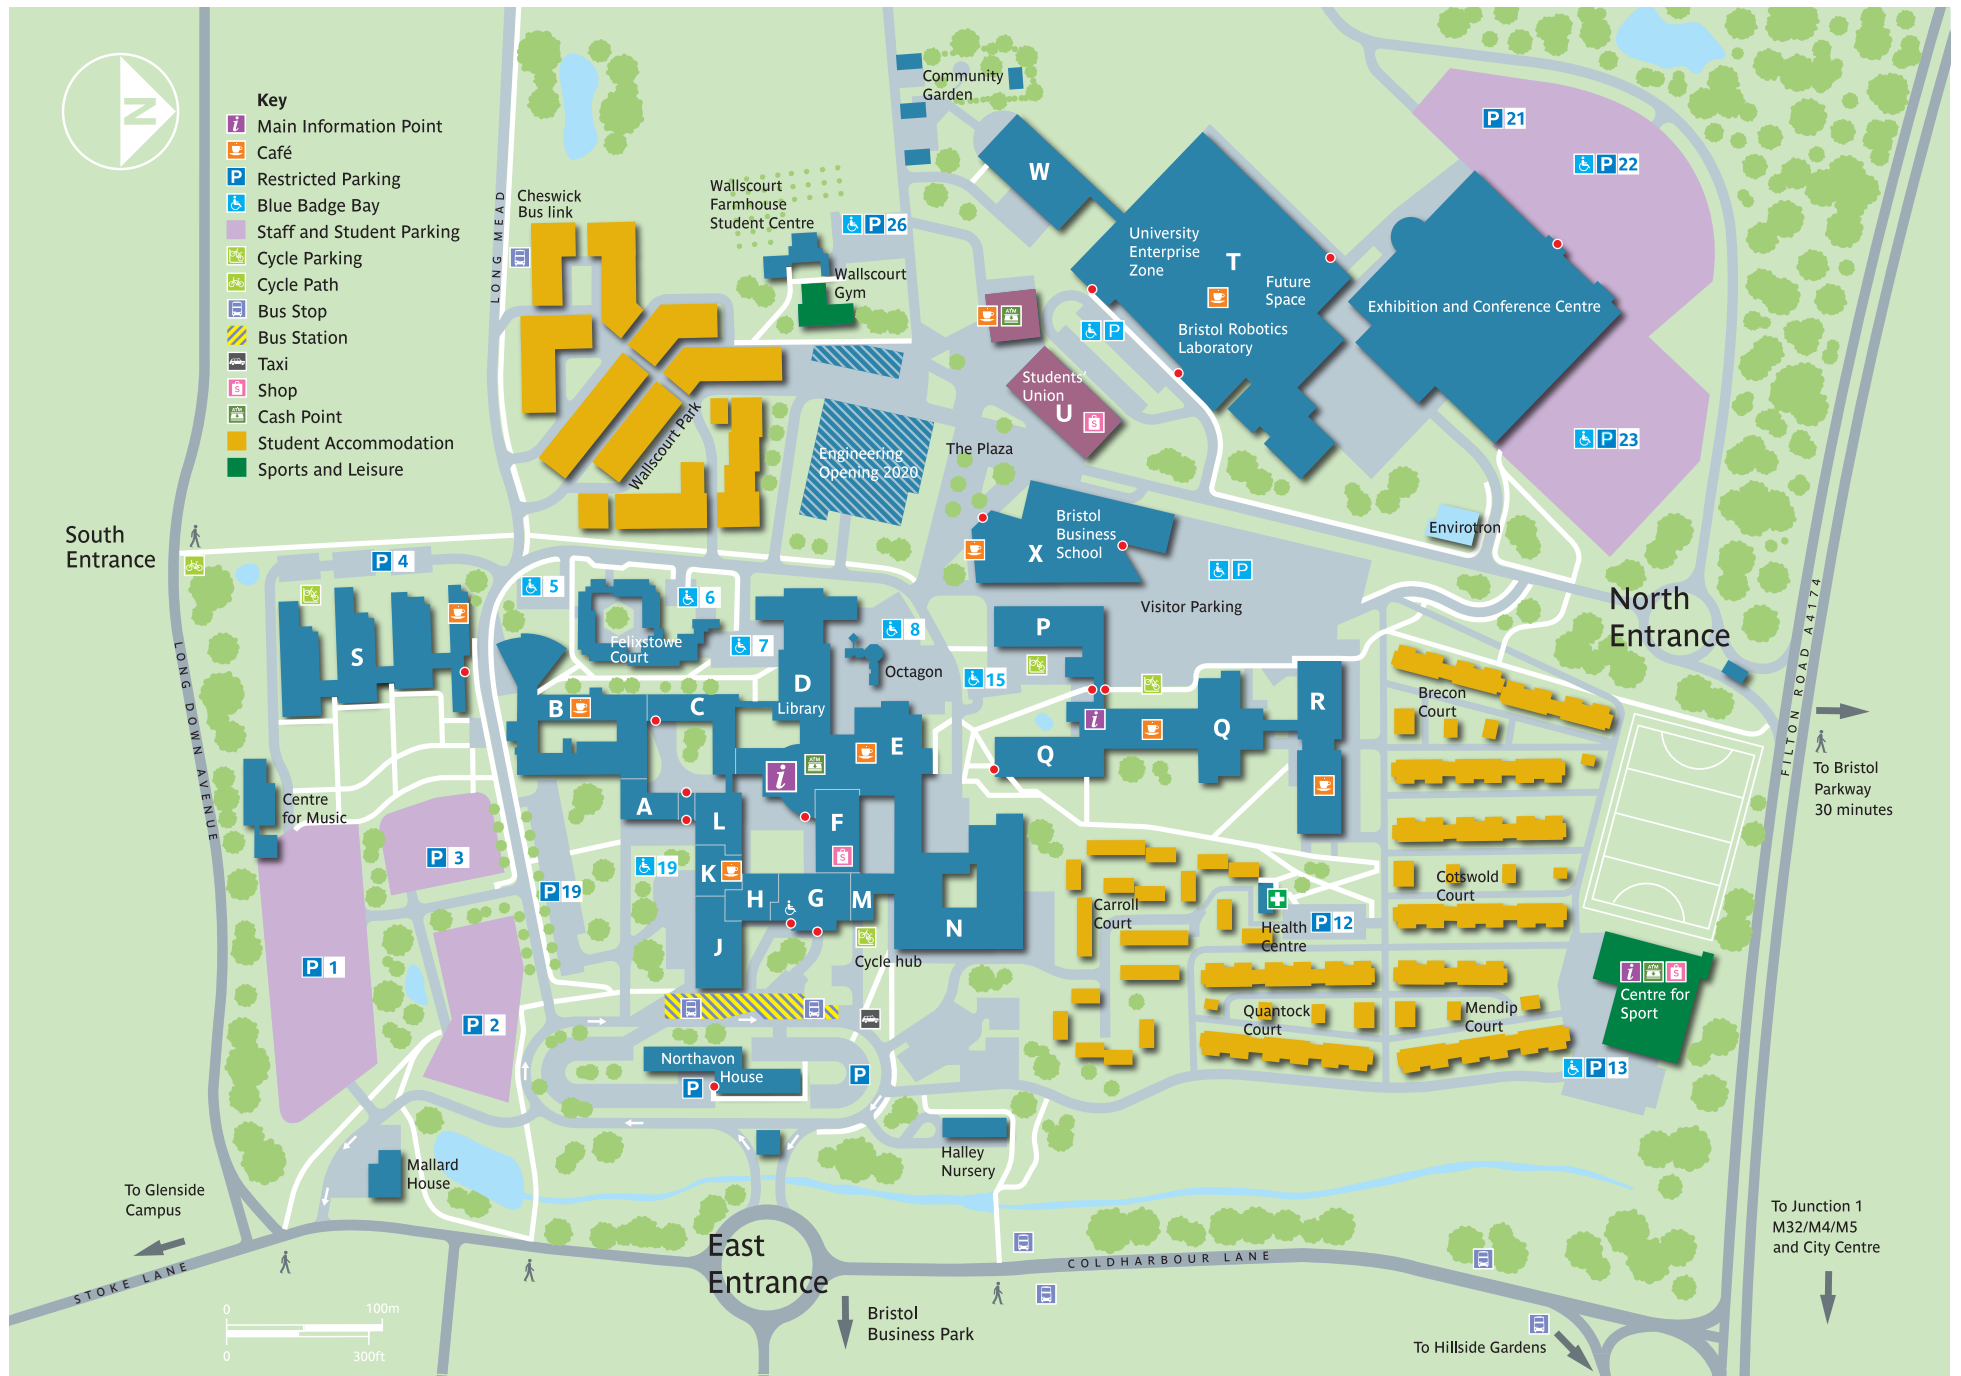 N
Key
Main Information Point
Café
Restricted Parking
Blue Badge Bay
Staff and Student Parking
Cycle Parking
Cycle Path
Bus Stop
Bus Station
Taxi
Shop
Cash Point
Student Accommodation
Sports and Leisure
Community
Garden
W
P 21
P 22
LONG MEAD
Cheswick
Bus link
Wallscourt
Farmhouse
Student Centre
P 26
Wallscourt
Gym
University
Enterprise
Zone
T
Future
Space
Bristol Robotics
Laboratory
P
Exhibition and Conference Centre
ATM
Students'
Union
U
S
P 23
Wallscourt Park
Engineering
Opening 2020
The Plaza
Bristol
Business
School
X
Envirotron
South
Entrance
P 4
5
6
7
8
P
Visitor Parking
North
Entrance
FILTON ROAD A4174
LONG DOWN AVENUE
S
Felixstowe
Court
D
Library
Octagon
15
P
Brecon
Court
B
C
E
i
Q
Q
R
i
ATM
A
L
F
S
K
H
G
M
J
N
Centre
for Music
P 3
P 19
19
P 1
P 2
Cycle hub
Carroll
Court
Health
Centre
P 12
Cotswold
Court
Quantock
Court
Mendip
Court
i
ATM
S
Centre for
Sport
P 13
To Bristol
Parkway
30 minutes
Northavon
House
P
P
Mallard
House
Halley
Nursery
To Glenside
Campus
STOKE LANE
East
Entrance
COLDHARBOUR LANE
Bristol
Business Park
To Junction 1
M32/M4/M5
and City Centre
To Hillside Gardens
0
100m
0
300ft